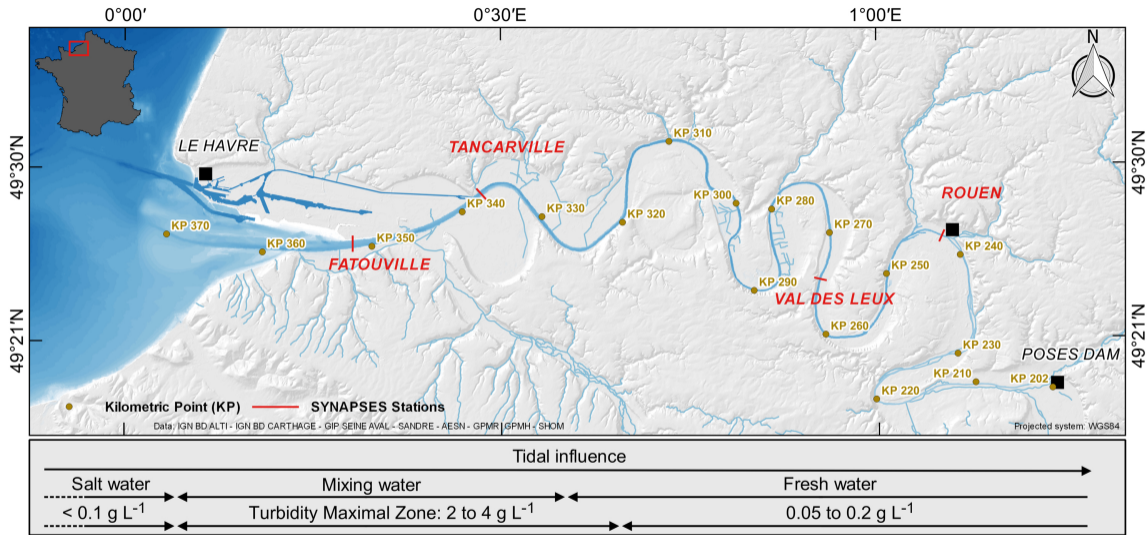 0°00′ 0°30′E 1°00′E
N
49°30′N
49°30′N
49°21′N
49°21′N
LE HAVRE
TANCARVILLE
FATOUVILLE
VAL DES LEUX
ROUEN
POSES DAM
KP 370
KP 360
KP 350
KP 340
KP 330
KP 320
KP 310
KP 300
KP 290
KP 280
KP 270
KP 260
KP 250
KP 240
KP 230
KP 220
KP 210
KP 202
Kilometric Point (KP) SYNAPSES Stations
Data, IGN BD ALTI - IGN BD CARTHAGE - GIP SEINE AVAL - SANDRE - AESN - GPMR | GPMH - SHOM
Projected system: WGS84
Tidal influence
Salt water Mixing water Fresh water
< 0.1 g L⁻¹ Turbidity Maximal Zone: 2 to 4 g L⁻¹ 0.05 to 0.2 g L⁻¹